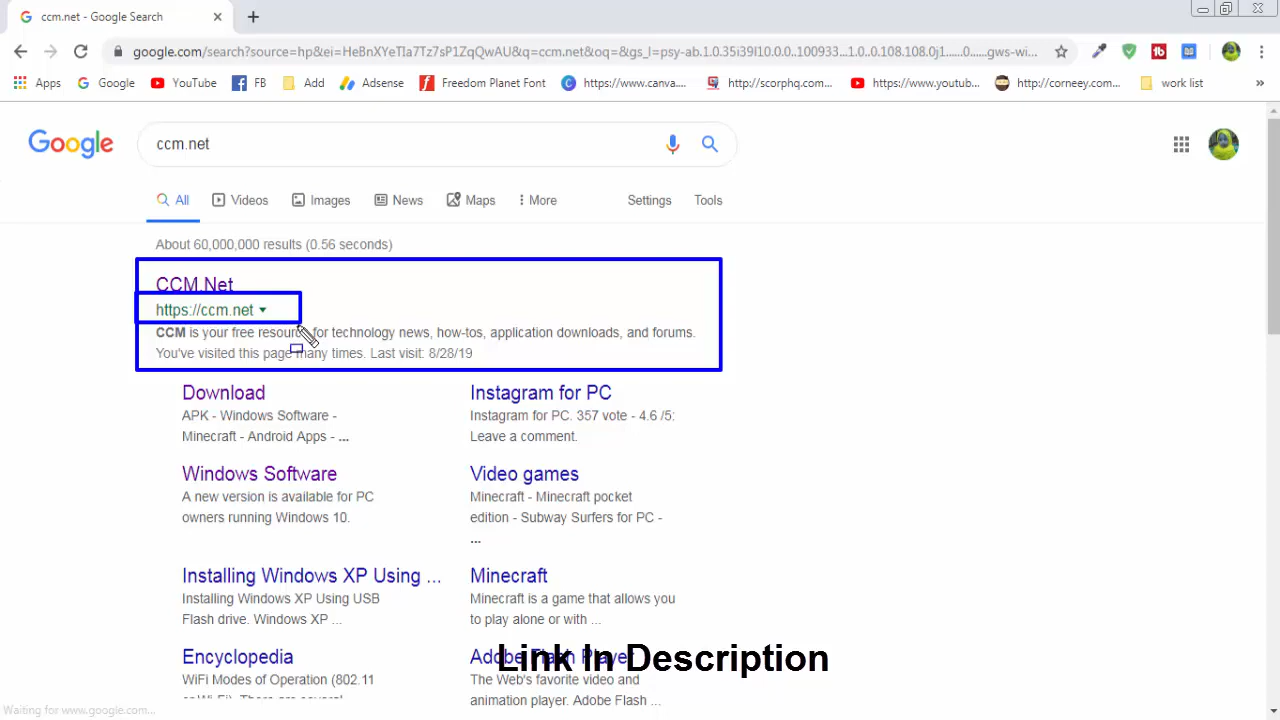 ccm.net - Google Search
google.com/search?source=hp&ei=HeBnXYeTIa7Tz7sP1ZqQwAU&q=ccm.net&oq=&gs_l=psy-ab.1.0.35i39l10.0.0..100933...1.0..0.108.108.0j1......0....gws-wi...
Apps Google YouTube FB Add Adsense Freedom Planet Font https://www.canva.... http://scorphq.com... https://www.youtub... http://corneey.com... work list »
Google ccm.net
All Videos Images News Maps More Settings Tools
About 60,000,000 results (0.56 seconds)
CCM.Net
https://ccm.net
CCM is your free resource for technology news, how-tos, application downloads, and forums.
You've visited this page many times. Last visit: 8/28/19
Download
APK - Windows Software -
Minecraft - Android Apps - ...
Instagram for PC
Instagram for PC. 357 vote - 4.6 /5:
Leave a comment.
Windows Software
A new version is available for PC
owners running Windows 10.
Video games
Minecraft - Minecraft pocket
edition - Subway Surfers for PC -
...
Installing Windows XP Using ...
Installing Windows XP Using USB
Flash drive. Windows XP ...
Minecraft
Minecraft is a game that allows you
to play alone or with ...
Encyclopedia
WiFi Modes of Operation (802.11
Adobe Flash Player
The Web's favorite video and
animation player. Adobe Flash ...
Link In Description
Waiting for www.google.com...